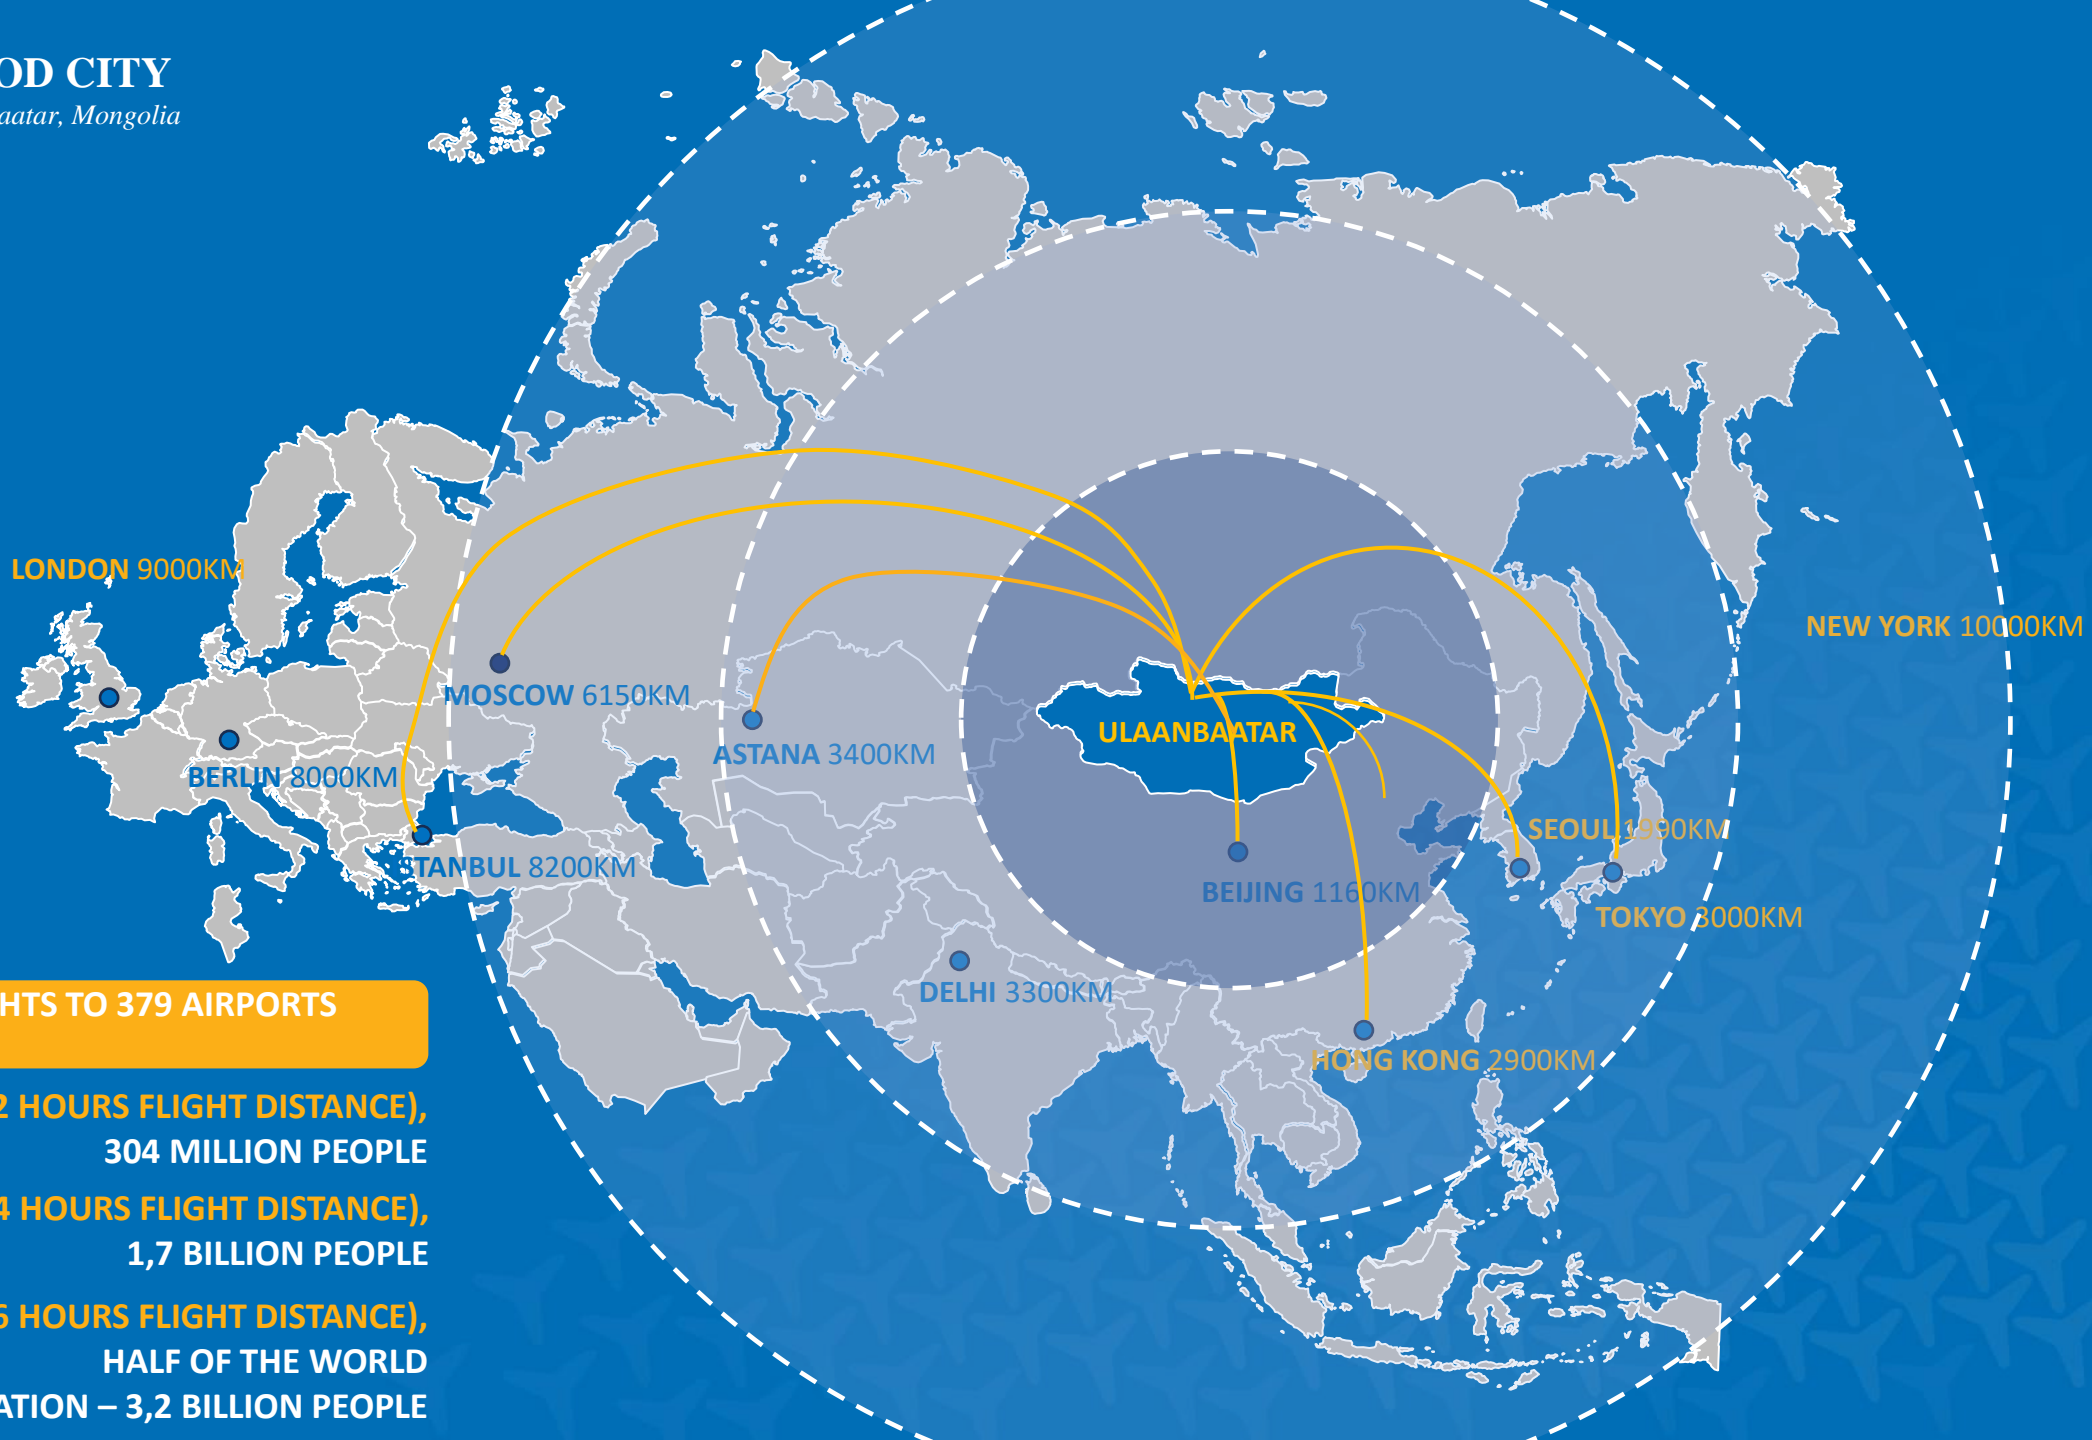 OD CITY
aatar, Mongolia
LONDON 9000KM
NEW YORK 10000KM
MOSCOW 6150KM
ULAANBAATAR
ASTANA 3400KM
BERLIN 8000KM
SEOUL 1990KM
TANBUL 8200KM
BEIJING 1160KM
TOKYO 3000KM
DELHI 3300KM
HONG KONG 2900KM
HTS TO 379 AIRPORTS
2 HOURS FLIGHT DISTANCE),
304 MILLION PEOPLE
4 HOURS FLIGHT DISTANCE),
1,7 BILLION PEOPLE
6 HOURS FLIGHT DISTANCE),
HALF OF THE WORLD
ATION – 3,2 BILLION PEOPLE